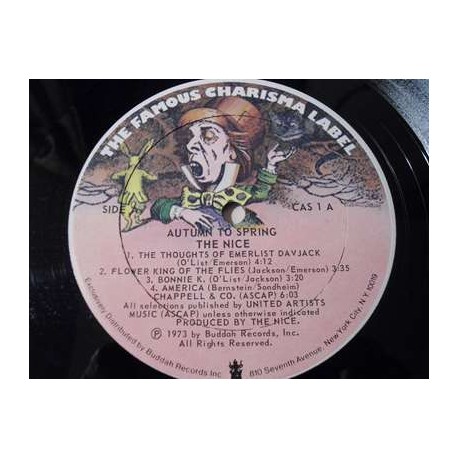 THE FAMOUS CHARISMA LABEL
SIDE
CAS 1 A
AUTUMN TO SPRING
THE NICE
1. THE THOUGHTS OF EMERLIST DAVJACK
(O'List/Emerson) 4:12
2. FLOWER KING OF THE FLIES (Jackson/Emerson) 3:35
3. BONNIE K. (O'List/Jackson) 3:20
4. AMERICA (Bernstein/Sondheim)
CHAPPELL & CO. (ASCAP) 6:03
All selections published by UNITED ARTISTS
MUSIC (ASCAP) unless otherwise indicated
PRODUCED BY THE NICE.
℗ 1973 by Buddah Records, Inc.
All Rights Reserved.
Exclusively Distributed by Buddah Records Inc 810 Seventh Avenue, New York City, N.Y. 10019